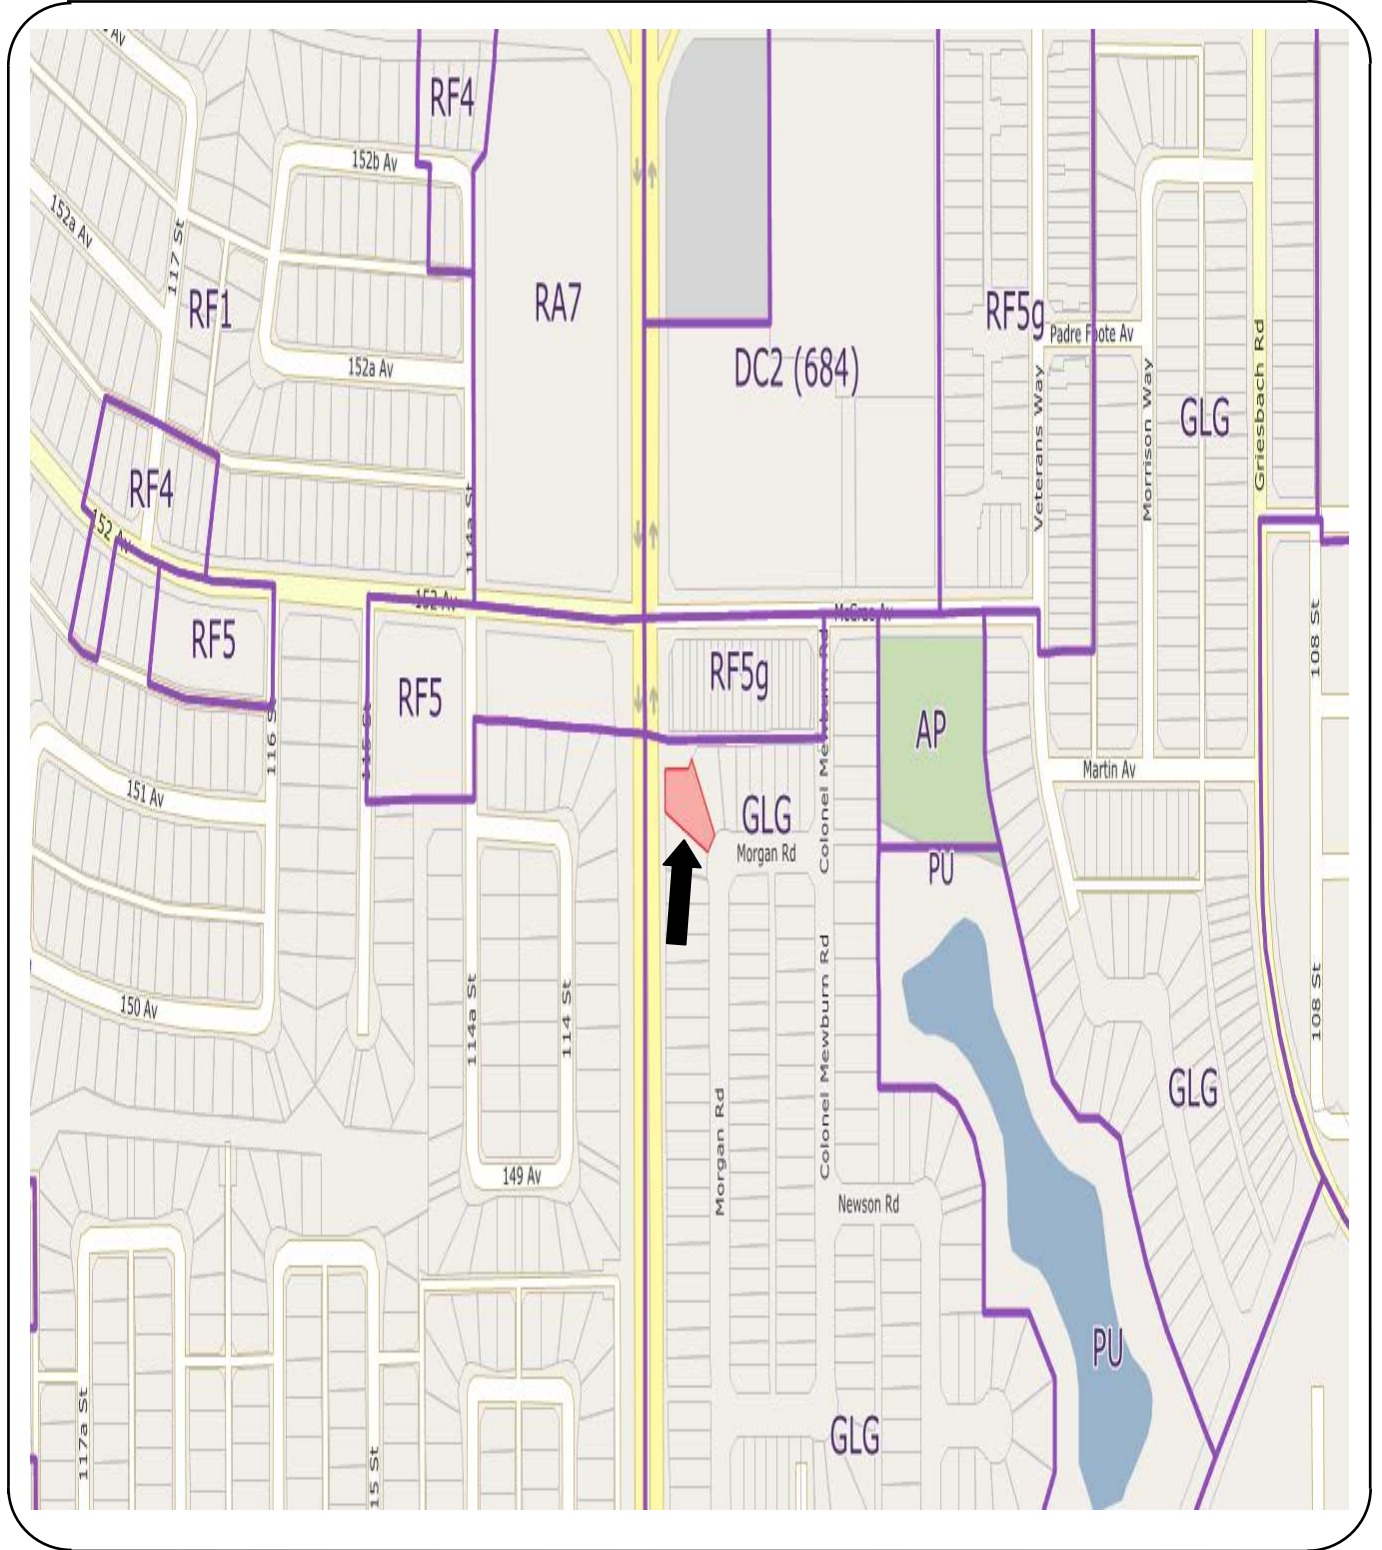 Av
RF4
152b Av
152a Av
117 St
RF1
RA7
RF5g
Padre Foote Av
152a Av
DC2 (684)
Griesbach Rd
Veterans Way
Morrison Way
GLG
RF4
152 Av
114a St
152 Av
McCrae Av
108 St
RF5
RF5
RF5g
Colonel Mewburn Rd
AP
116 St
115 St
Martin Av
151 Av
GLG
Morgan Rd
PU
150 Av
114a St
114 St
Colonel Mewburn Rd
108 St
GLG
Morgan Rd
149 Av
Newson Rd
PU
117a St
15 St
GLG